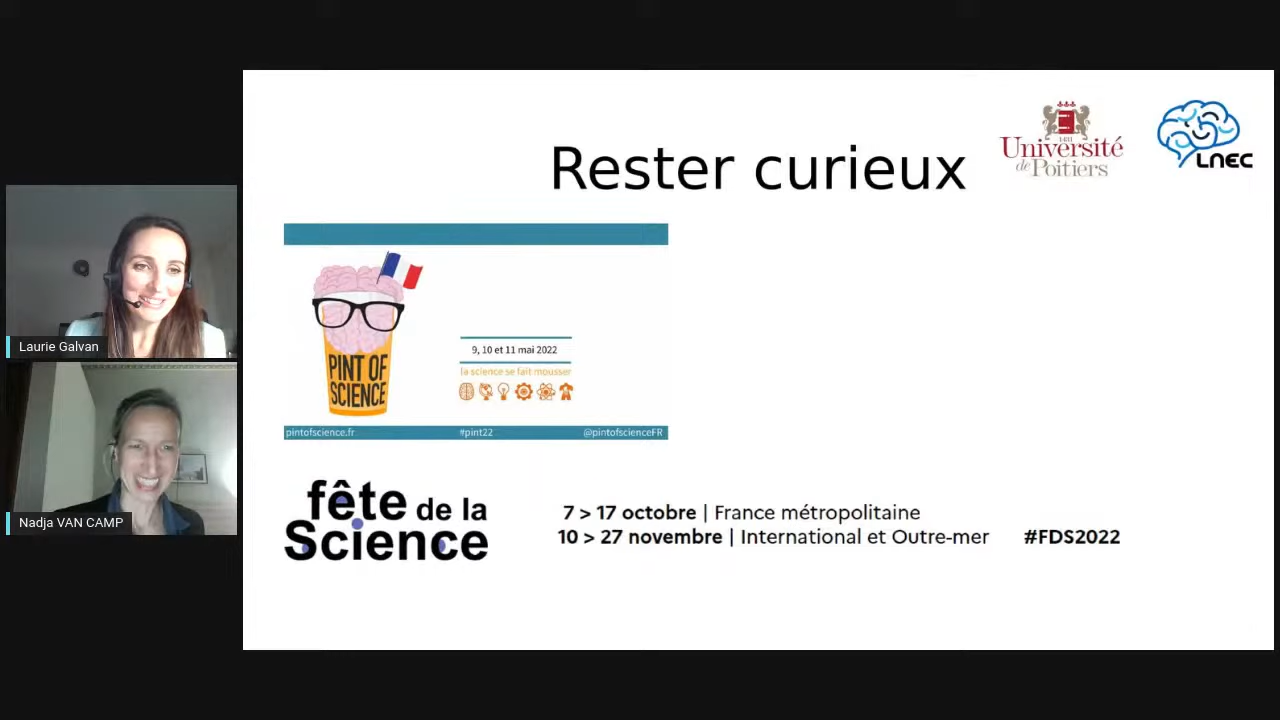 Rester curieux
1431
Université
de Poitiers
LNEC
PINT OF
SCIENCE
9, 10 et 11 mai 2022
la science se fait mousser
pintofscience.fr
#pint22
@pintofscienceFR
fête de la
Science
7 > 17 octobre | France métropolitaine
10 > 27 novembre | International et Outre-mer
#FDS2022
Laurie Galvan
Nadja VAN CAMP